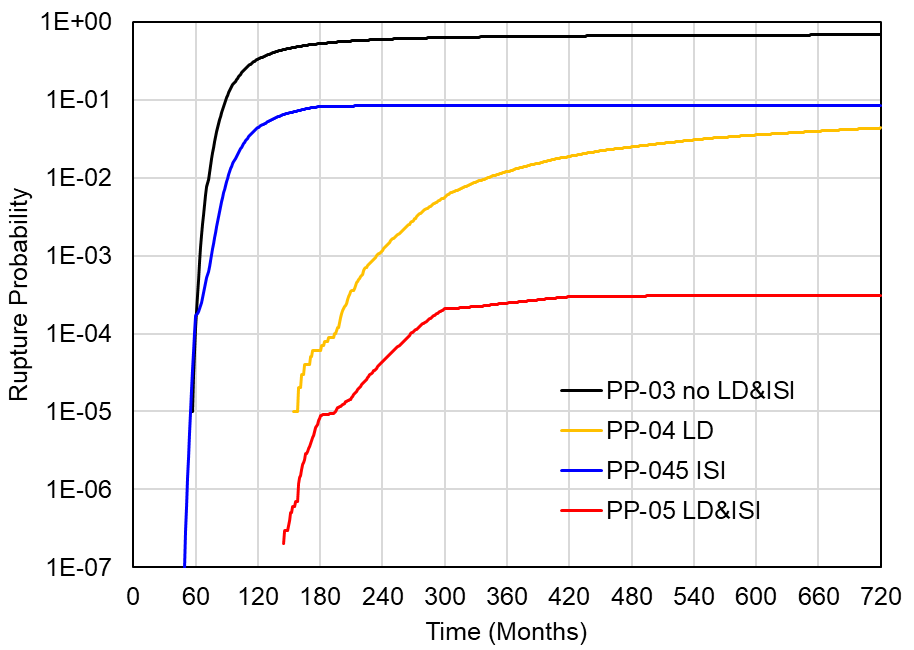 1E+00
1E-01
1E-02
1E-03
1E-04
1E-05
1E-06
1E-07
Rupture Probability
0 60 120 180 240 300 360 420 480 540 600 660 720
Time (Months)
PP-03 no LD&ISI
PP-04 LD
PP-045 ISI
PP-05 LD&ISI